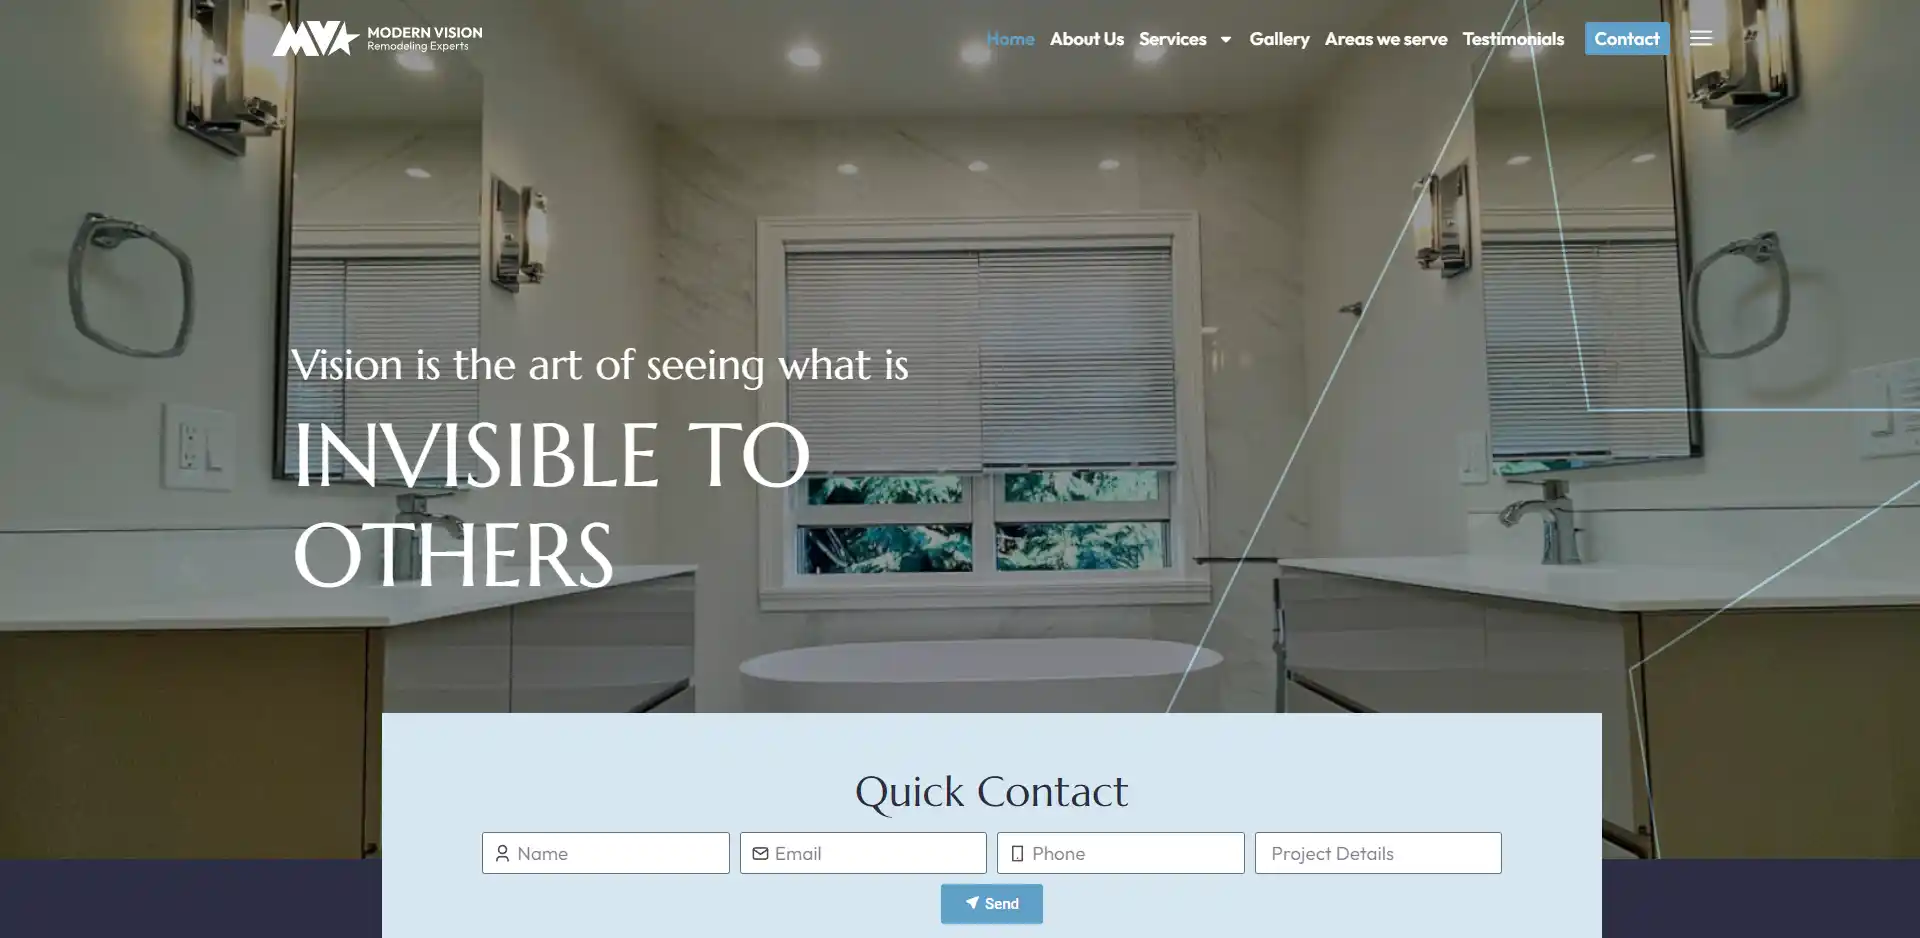 MODERN VISION
Remodeling Experts
Home About Us Services Gallery Areas we serve Testimonials Contact
Vision is the art of seeing what is
INVISIBLE TO
OTHERS
Quick Contact
Name Email Phone Project Details
Send